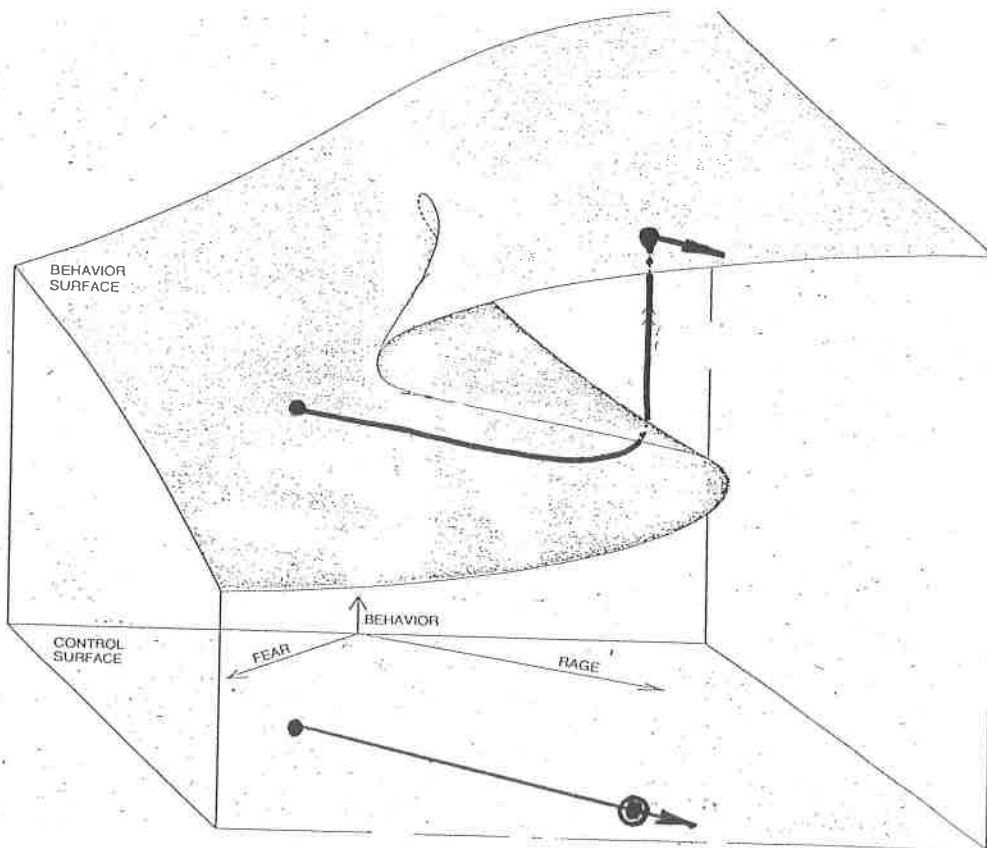 BEHAVIOR
SURFACE
BEHAVIOR
CONTROL
SURFACE
FEAR
RAGE